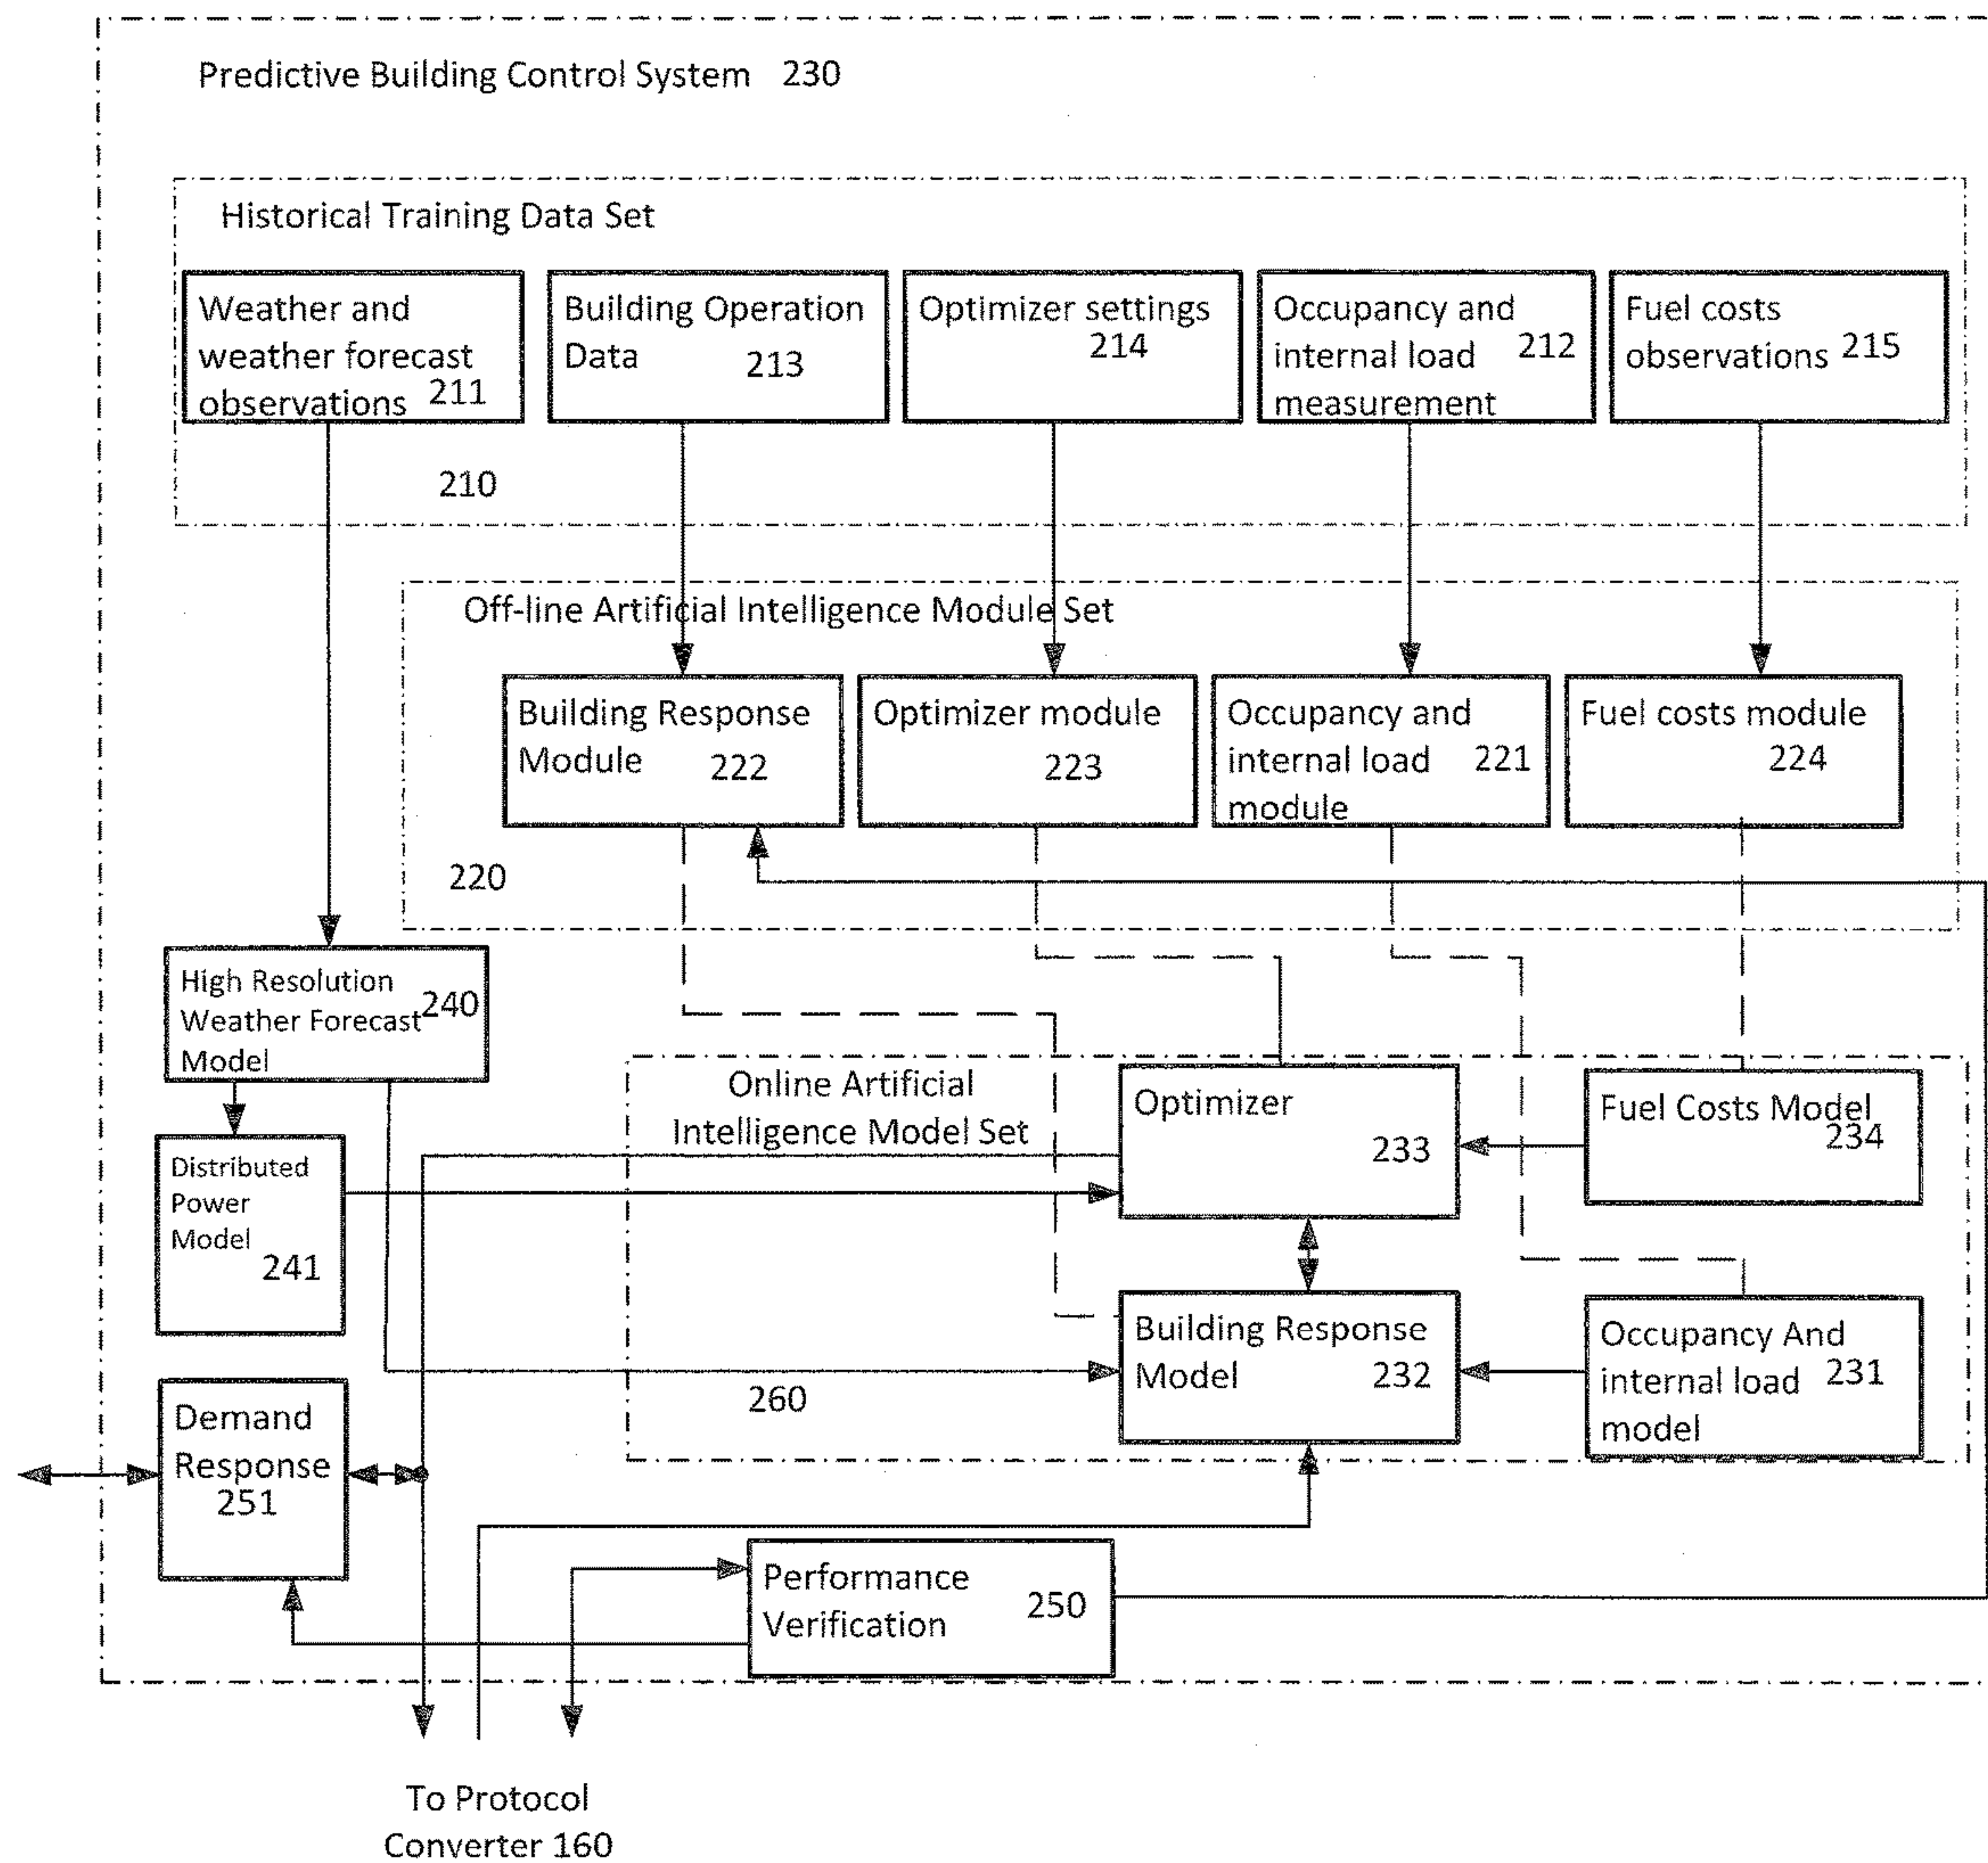 Predictive Building Control System 230
Historical Training Data Set
Weather and
weather forecast
observations 211
Building Operation
Data 213
Optimizer settings
214
Occupancy and
internal load 212
measurement
Fuel costs
observations 215
210
Off-line Artificial Intelligence Module Set
Building Response
Module 222
Optimizer module
223
Occupancy and
internal load 221
module
Fuel costs module
224
220
High Resolution
Weather Forecast 240
Model
Online Artificial
Intelligence Model Set
Optimizer
233
Fuel Costs Model
234
Distributed
Power
Model
241
Building Response
Model 232
Occupancy And
internal load 231
model
260
Demand
Response
251
Performance
Verification 250
To Protocol
Converter 160